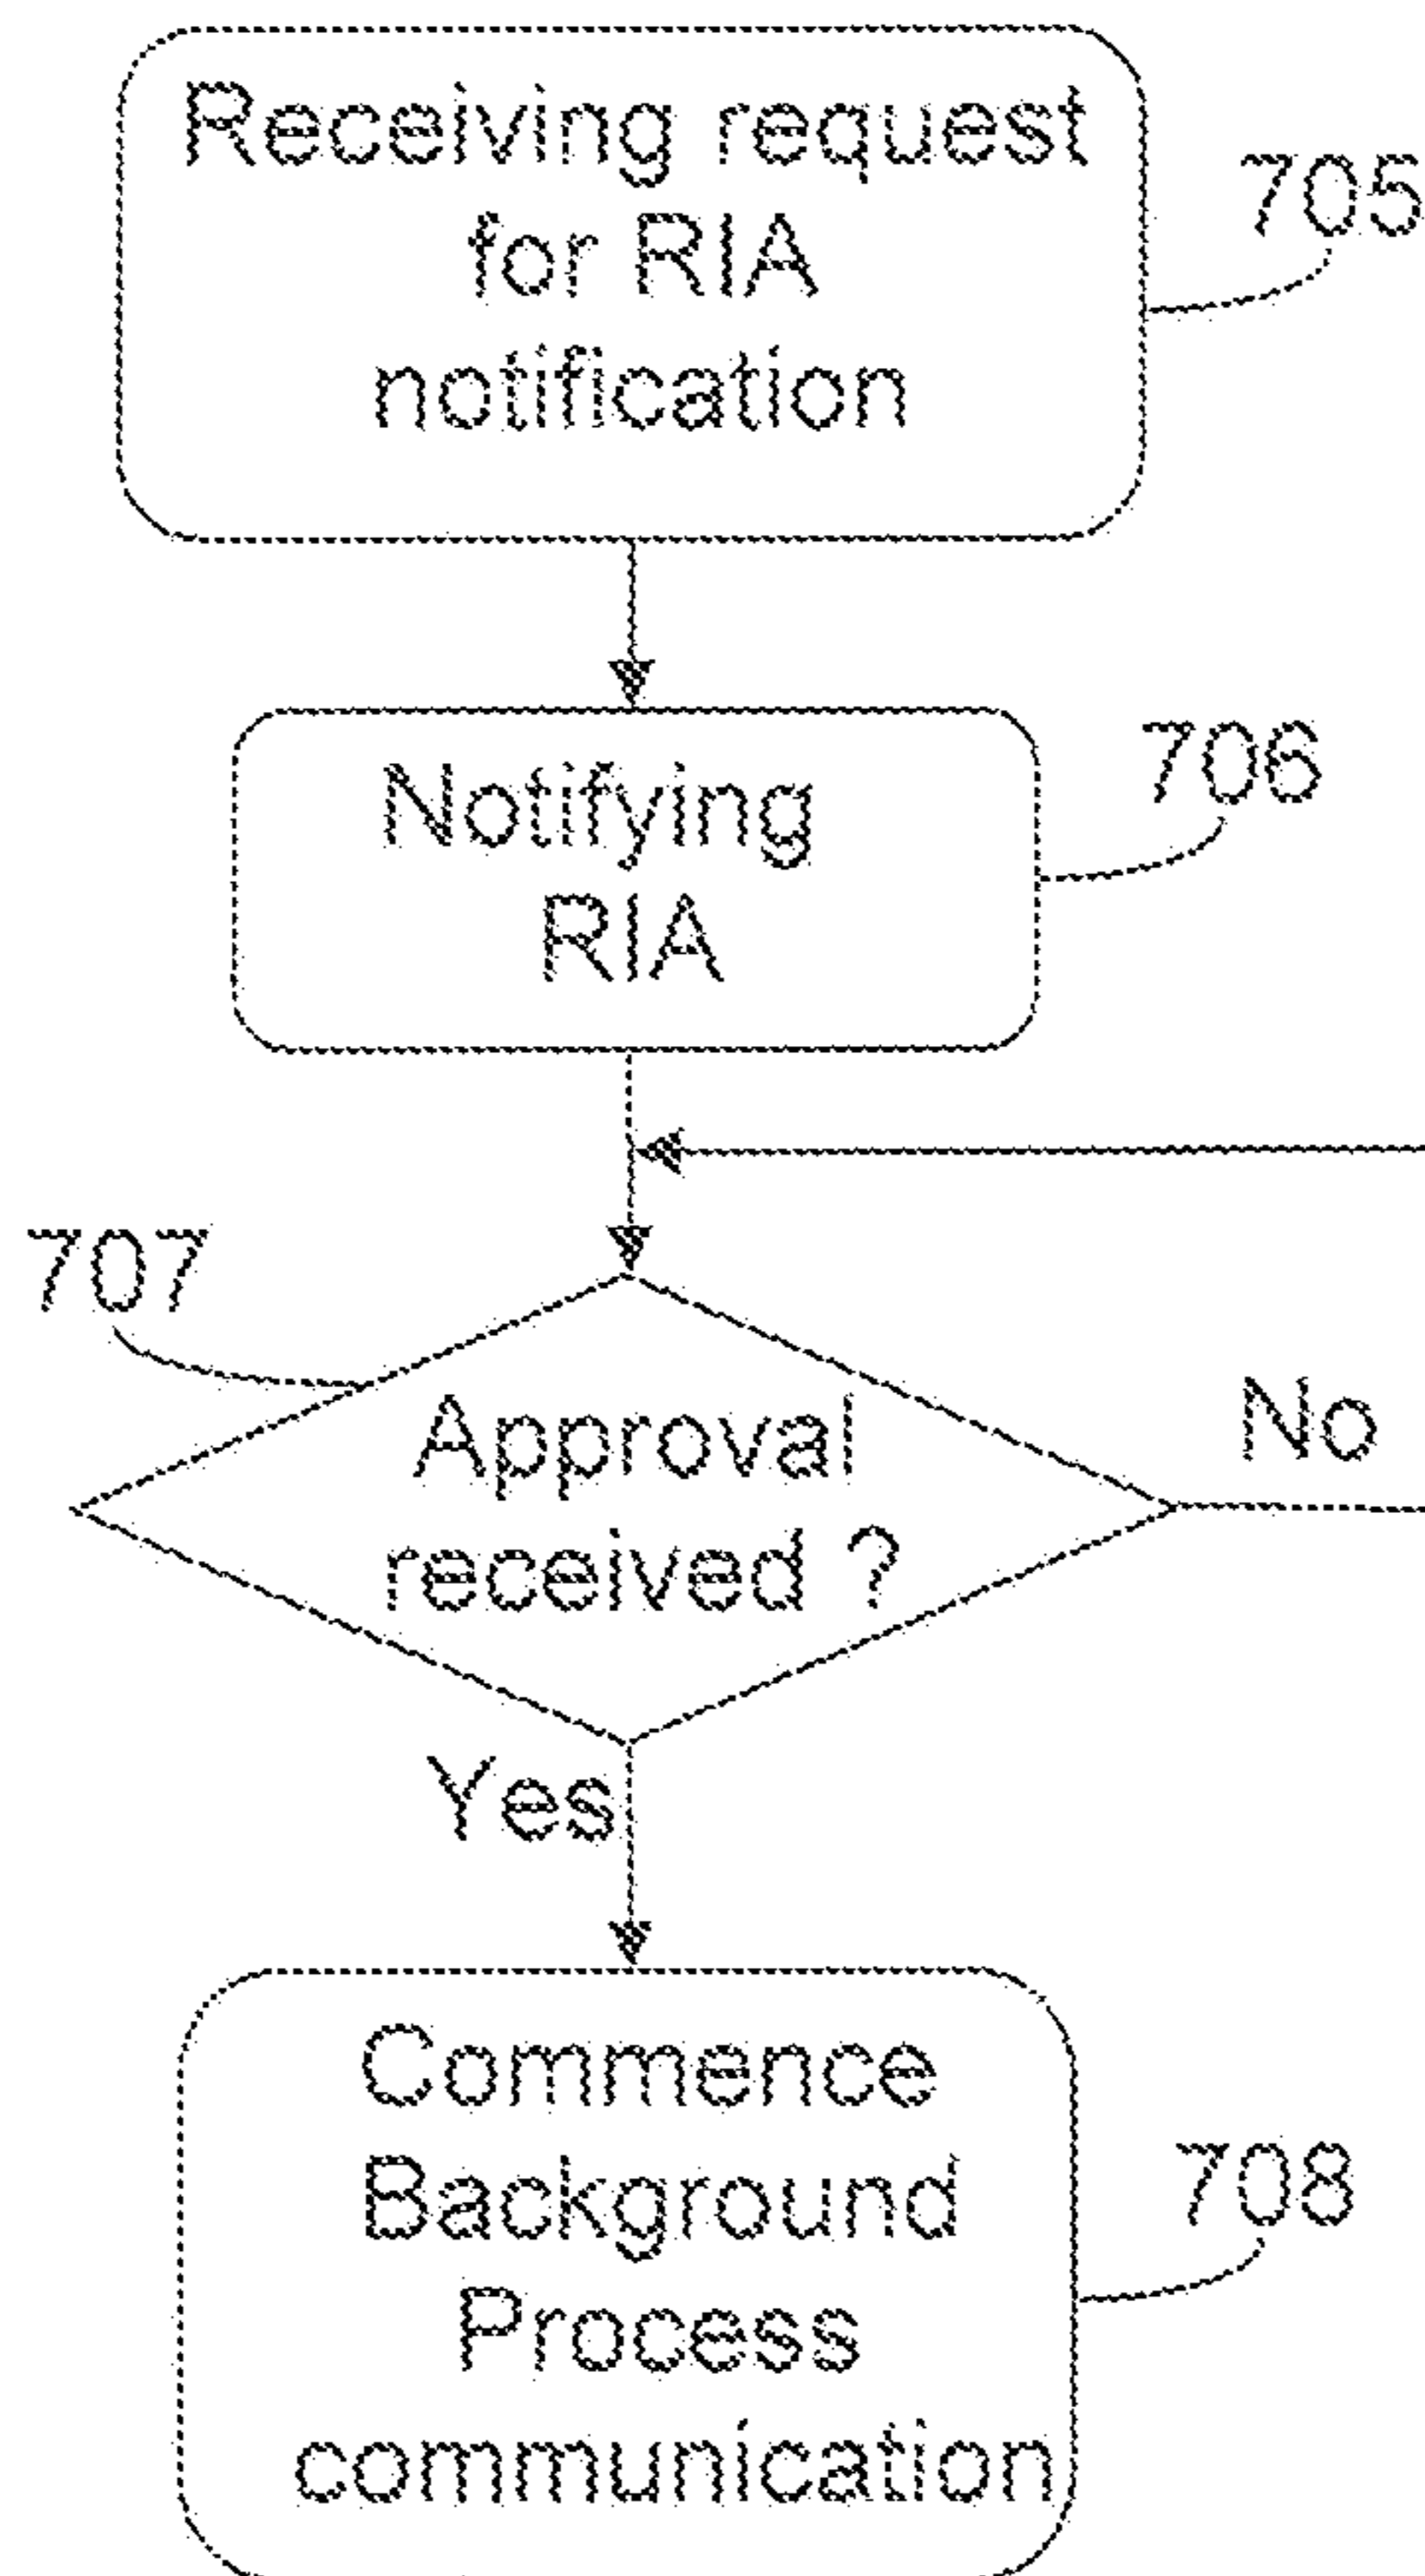 Receiving request
for RIA
notification
705
Notifying
RIA
706
707
Approval
received ?
No
Yes
Commence
Background
Process
communication
708